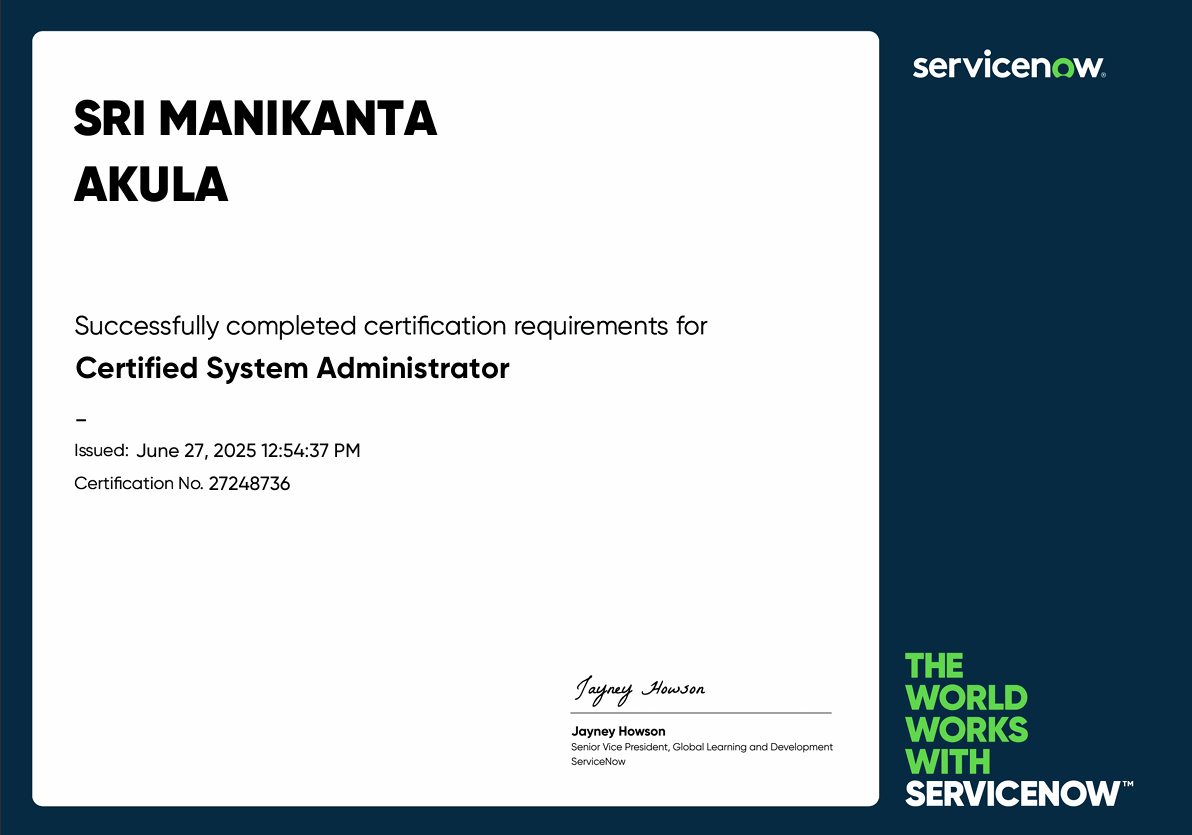 servicenow®
SRI MANIKANTA
AKULA
Successfully completed certification requirements for
Certified System Administrator
–
Issued: June 27, 2025 12:54:37 PM
Certification No. 27248736
Jayney Howson
Jayney Howson
Senior Vice President, Global Learning and Development
ServiceNow
THE
WORLD
WORKS
WITH
SERVICENOW™